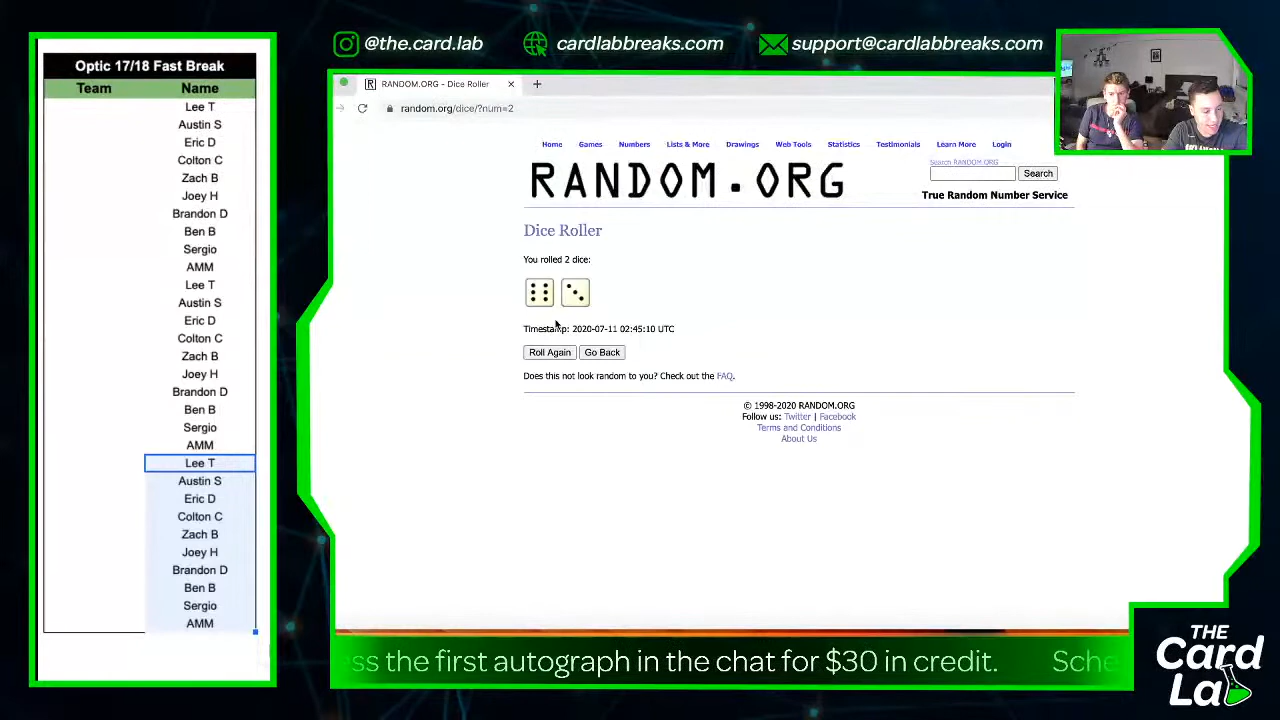 @the.card.lab
cardlabbreaks.com
support@cardlabbreaks.com
Optic 17/18 Fast Break
Team Name
Lee T
Austin S
Eric D
Colton C
Zach B
Joey H
Brandon D
Ben B
Sergio
AMM
Lee T
Austin S
Eric D
Colton C
Zach B
Joey H
Brandon D
Ben B
Sergio
AMM
Lee T
Austin S
Eric D
Colton C
Zach B
Joey H
Brandon D
Ben B
Sergio
AMM
RANDOM.ORG - Dice Roller
random.org/dice/?num=2
Home Games Numbers Lists & More Drawings Web Tools Statistics Testimonials Learn More Login
RANDOM.ORG
Search RANDOM.ORG
Search
True Random Number Service
Dice Roller
You rolled 2 dice:
Timestamp: 2020-07-11 02:45:10 UTC
Roll Again Go Back
Does this not look random to you? Check out the FAQ.
© 1998-2020 RANDOM.ORG
Follow us: Twitter | Facebook
Terms and Conditions
About Us
ess the first autograph in the chat for $30 in credit. Sche
THE
Card
Lab